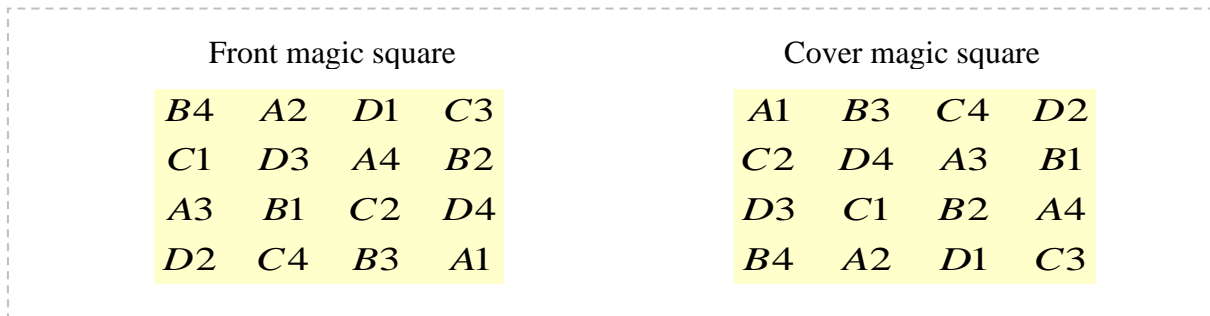 Front magic square Cover magic square
B4 A2 D1 C3 A1 B3 C4 D2
C1 D3 A4 B2 C2 D4 A3 B1
A3 B1 C2 D4 D3 C1 B2 A4
D2 C4 B3 A1 B4 A2 D1 C3